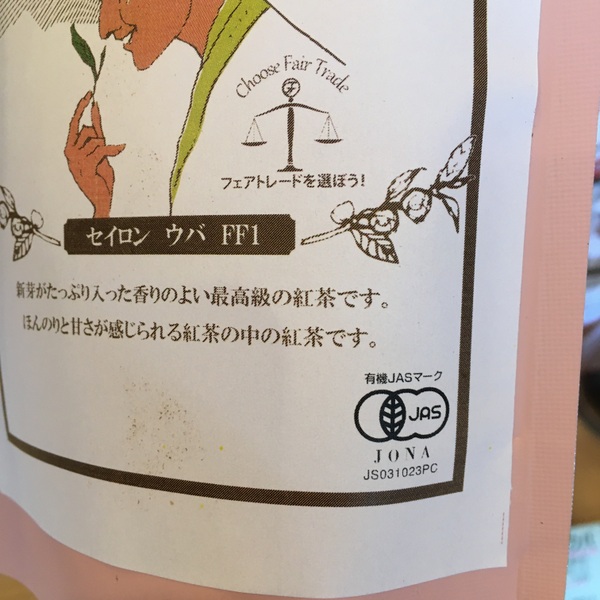 Choose Fair Trade
フェアトレードを選ぼう!
セイロン ウバ FF1
新芽がたっぷり入った香りのよい最高級の紅茶です。
ほんのりと甘さが感じられる紅茶の中の紅茶です。
有機JASマーク
JAS
JONA
JS031023PC